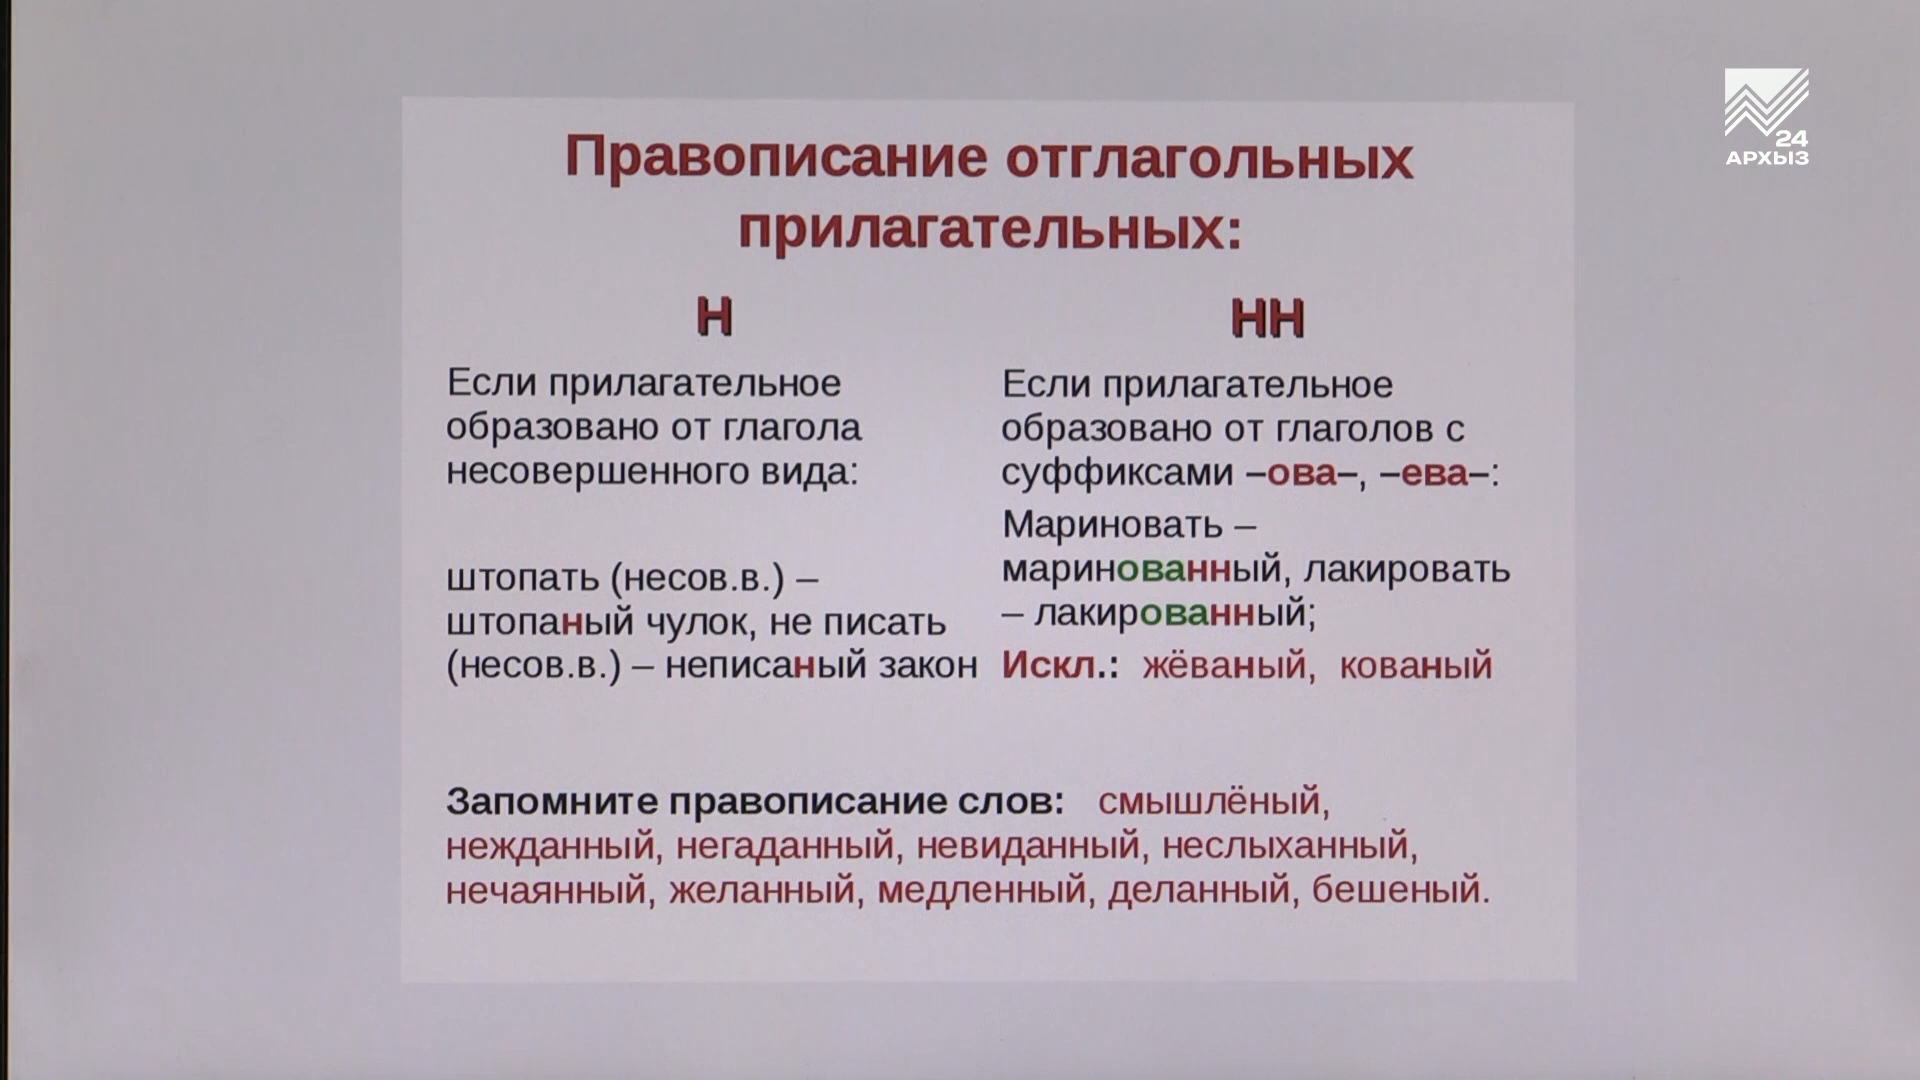 24
АРХЫЗ
Правописание отглагольных
прилагательных:
Н
Если прилагательное
образовано от глагола
несовершенного вида:
штопать (несов.в.) –
штопаный чулок, не писать
(несов.в.) – неписаный закон
НН
Если прилагательное
образовано от глаголов с
суффиксами –ова–, –ева–:
Мариновать –
маринованный, лакировать
– лакированный;
Искл.: жёваный, кованый
Запомните правописание слов: смышлёный,
нежданный, негаданный, невиданный, неслыханный,
нечаянный, желанный, медленный, деланный, бешеный.